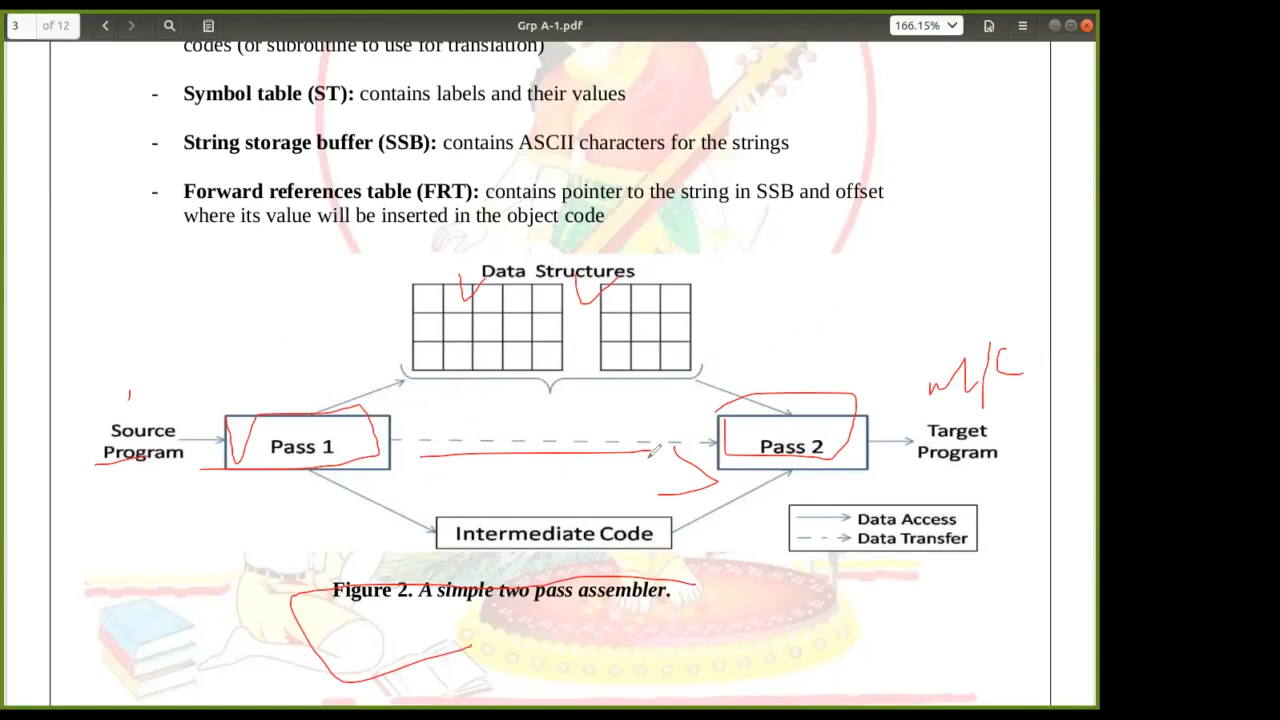 3 of 12
Grp A-1.pdf
166.15%
codes (or subroutine to use for translation)
- Symbol table (ST): contains labels and their values
- String storage buffer (SSB): contains ASCII characters for the strings
- Forward references table (FRT): contains pointer to the string in SSB and offset
where its value will be inserted in the object code
Data Structures
M/C
Source
Program
Pass 1
Pass 2
Target
Program
Intermediate Code
Data Access
Data Transfer
Figure 2. A simple two pass assembler.